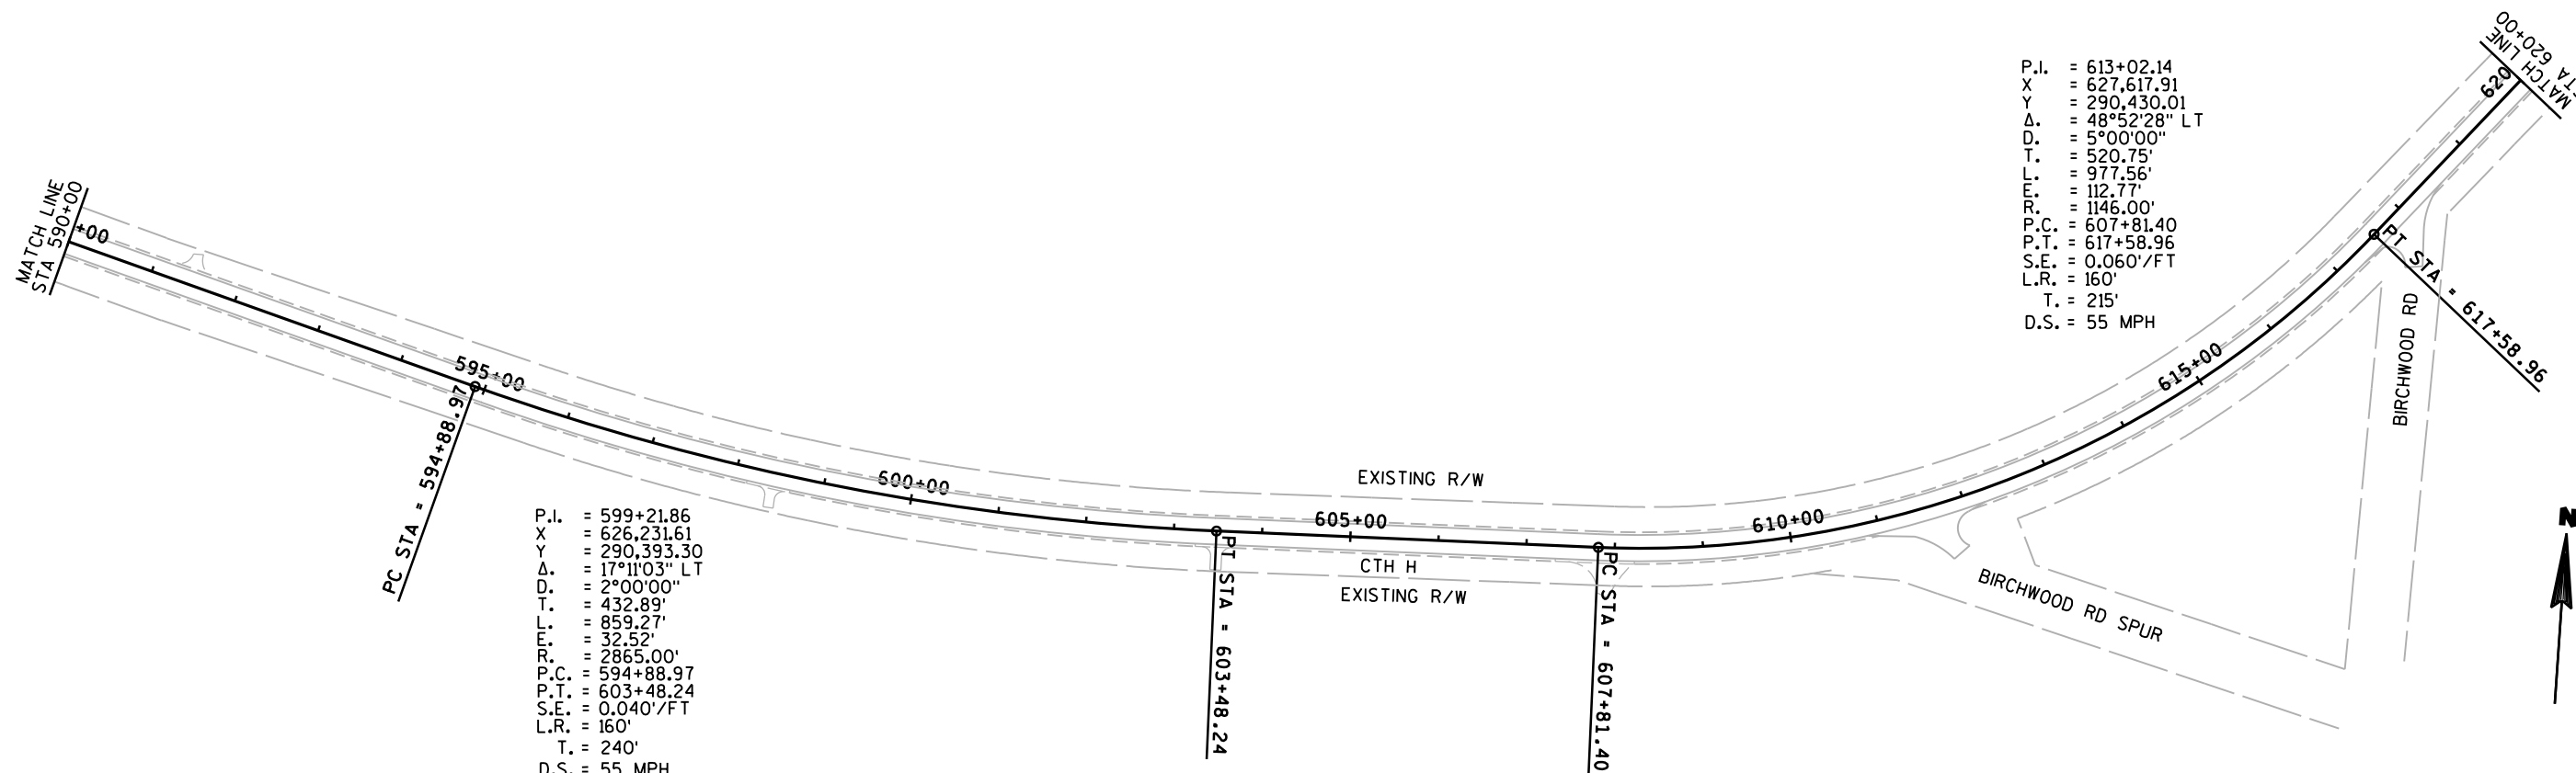 MATCH LINE
STA 590+00
+00
595+00
PC STA = 594+88.97
P.I. = 599+21.86
X = 626,231.61
Y = 290,393.30
Δ. = 17°11'03" LT
D. = 2°00'00"
T. = 432.89'
L. = 859.27'
E. = 32.52'
R. = 2865.00'
P.C. = 594+88.97
P.T. = 603+48.24
S.E. = 0.040'/FT
L.R. = 160'
T. = 240'
D.S. = 55 MPH
600+00
PT STA = 603+48.24
605+00
EXISTING R/W
CTH H
EXISTING R/W
PC STA = 607+81.40
610+00
BIRCHWOOD RD SPUR
615+00
P.I. = 613+02.14
X = 627,617.91
Y = 290,430.01
Δ. = 48°52'28" LT
D. = 5°00'00"
T. = 520.75'
L. = 977.56'
E. = 112.77'
R. = 1146.00'
P.C. = 607+81.40
P.T. = 617+58.96
S.E. = 0.060'/FT
L.R. = 160'
T. = 215'
D.S. = 55 MPH
BIRCHWOOD RD
PT STA = 617+58.96
620
MATCH LINE
STA 620+00
N